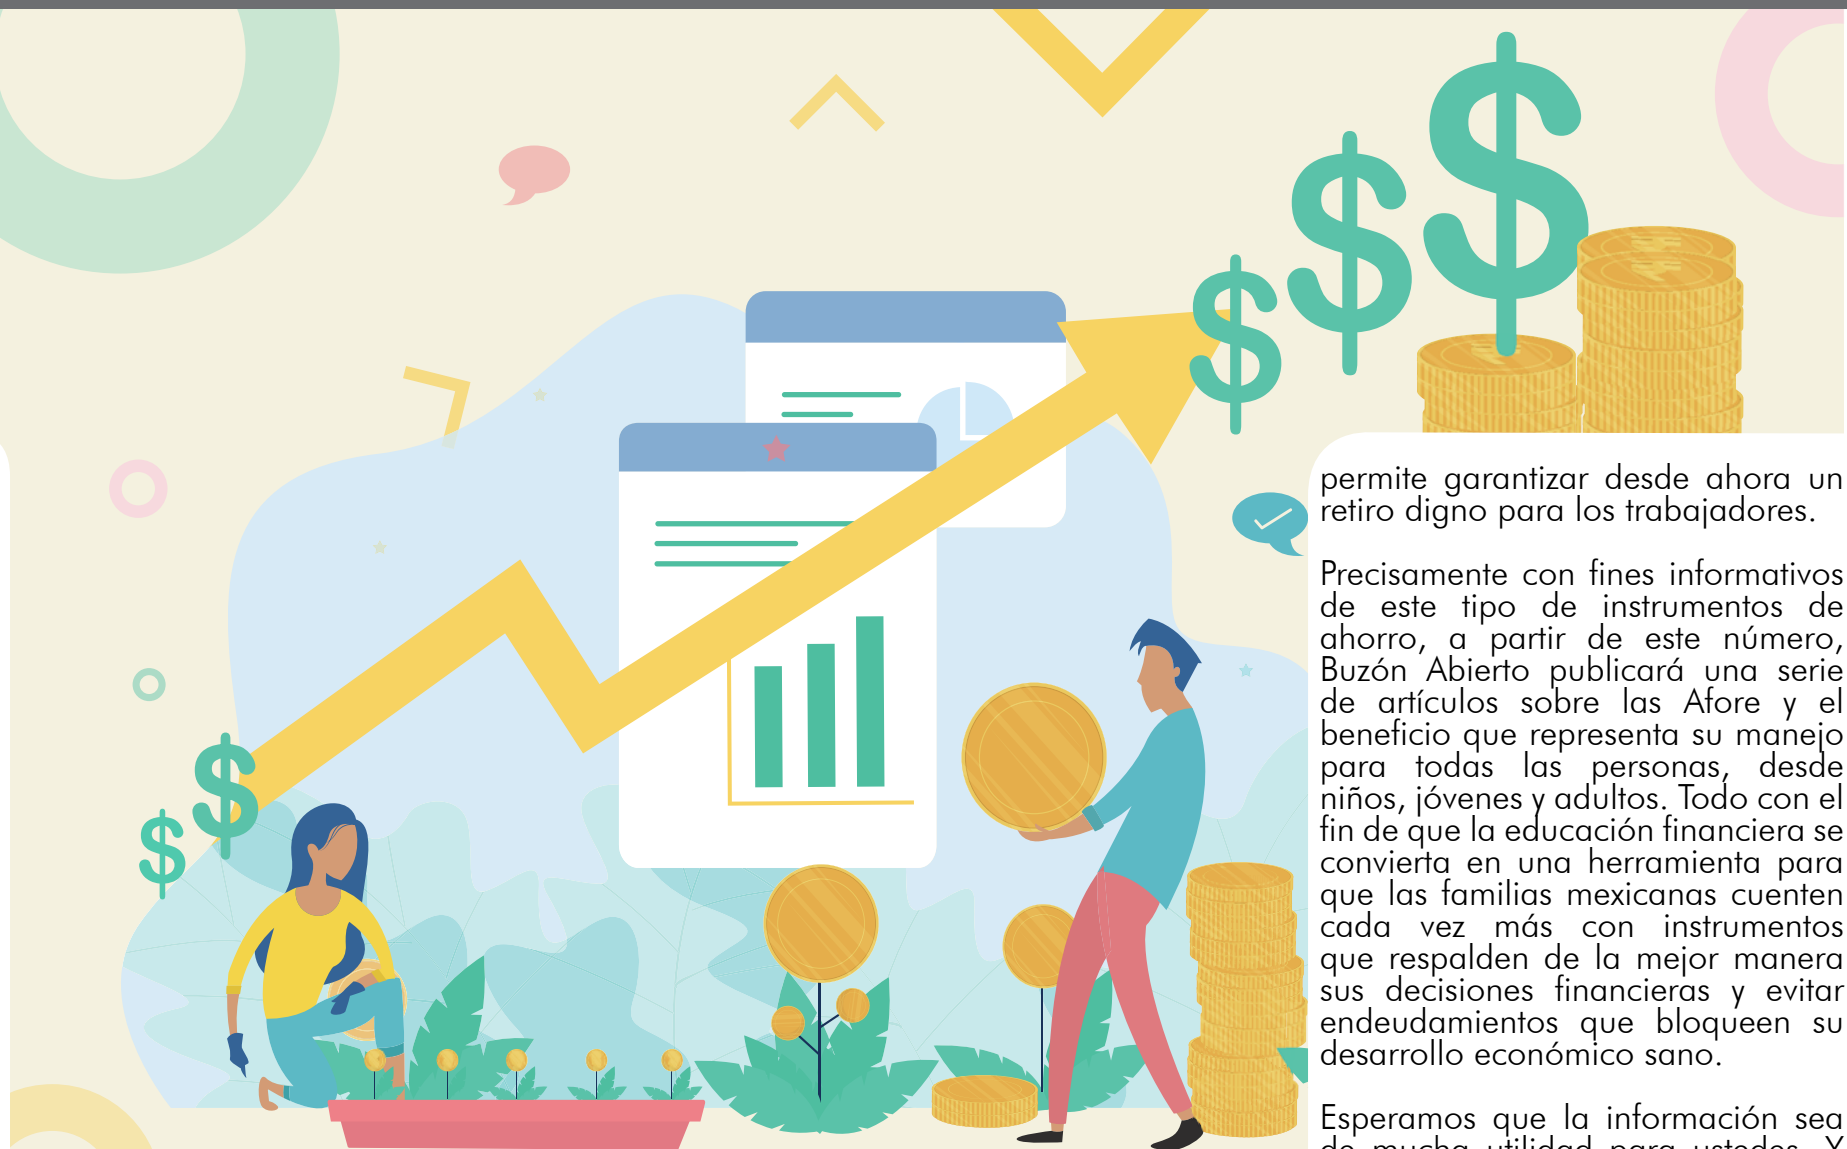 permite garantizar desde ahora un
retiro digno para los trabajadores.
Precisamente con fines informativos
de este tipo de instrumentos de
ahorro, a partir de este número,
Buzón Abierto publicará una serie
de artículos sobre las Afore y el
beneficio que representa su manejo
para todas las personas, desde
niños, jóvenes y adultos. Todo con el
fin de que la educación financiera se
convierta en una herramienta para
que las familias mexicanas cuenten
cada vez más con instrumentos
que respalden de la mejor manera
sus decisiones financieras y evitar
endeudamientos que bloqueen su
desarrollo económico sano.
Esperamos que la información sea
de mucha utilidad para ustedes. Y
$
$
$
$
$